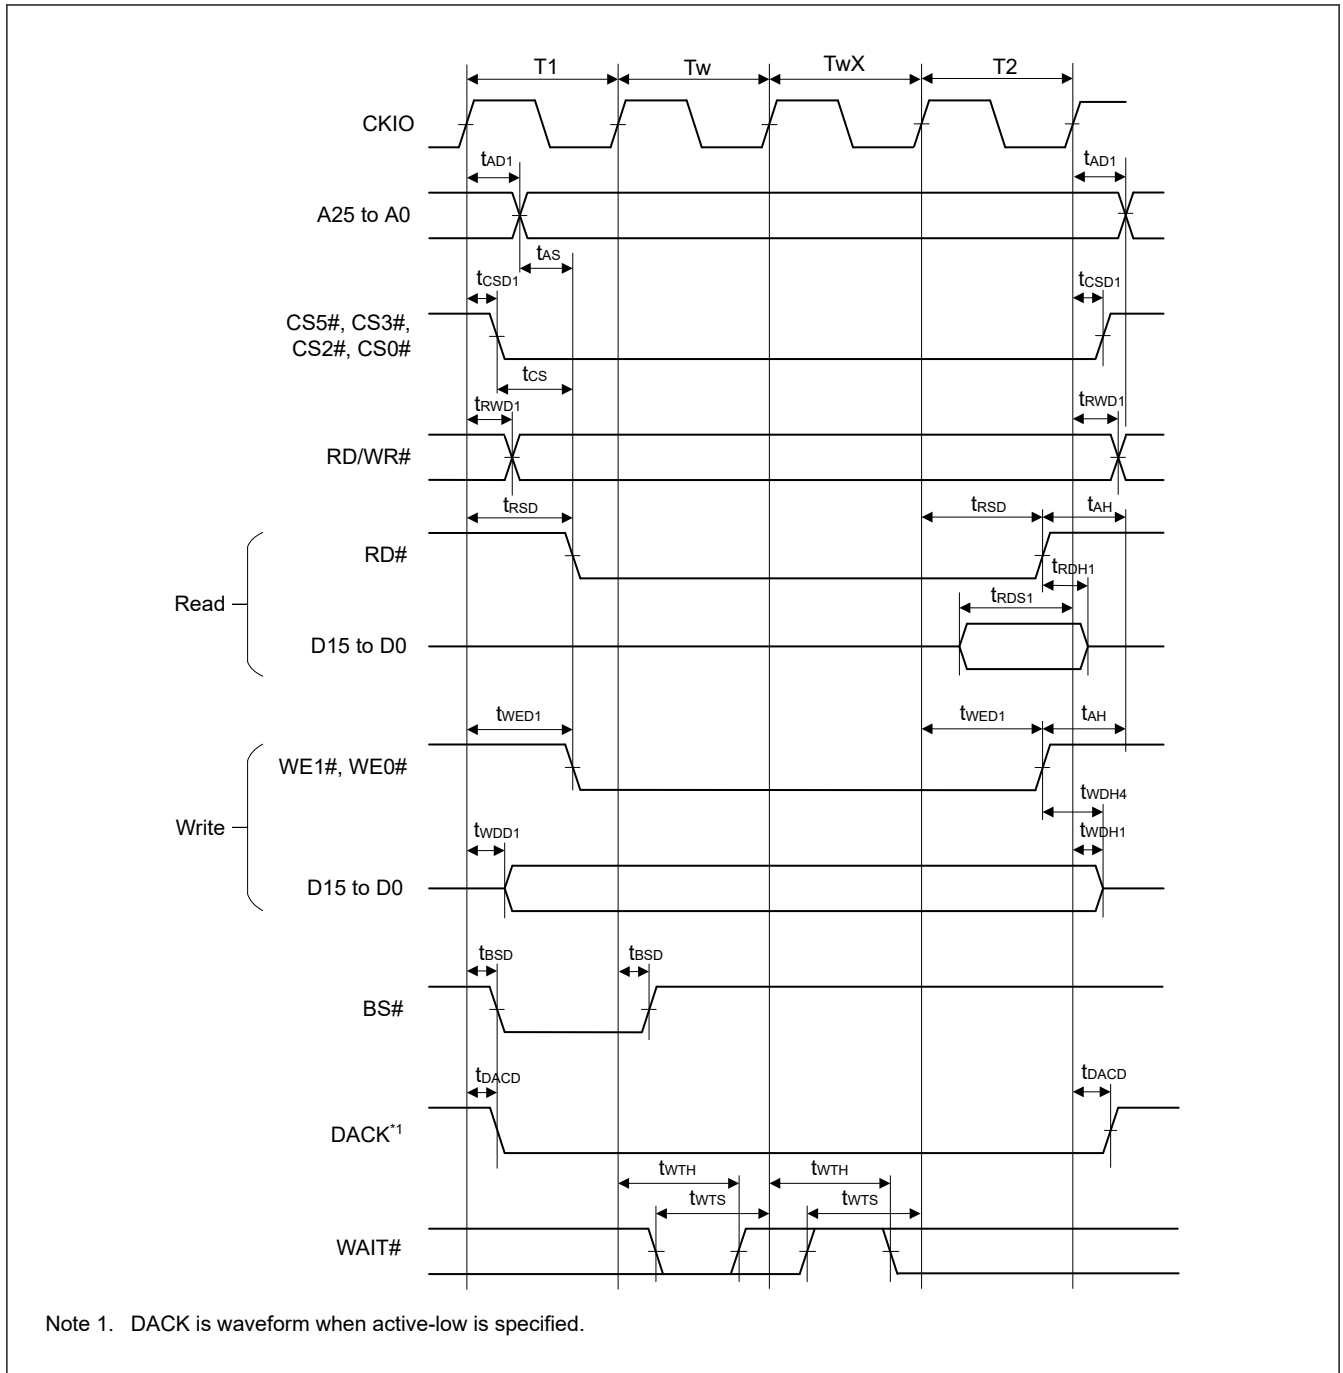 T1 Tw TwX T2
CKIO
tAD1 tAD1
A25 to A0
tAS
tCSD1 tCSD1
CS5#, CS3#,
CS2#, CS0#
tCS
tRWD1 tRWD1
RD/WR#
tRSD tRSD tAH
RD#
tRDH1
Read
tRDS1
D15 to D0
tWED1 tWED1 tAH
WE1#, WE0#
tWDH4
Write
tWDD1 tWDH1
D15 to D0
tBSD tBSD
BS#
tDACD tDACD
DACK*1
tWTH tWTH
tWTS tWTS
WAIT#
Note 1. DACK is waveform when active-low is specified.